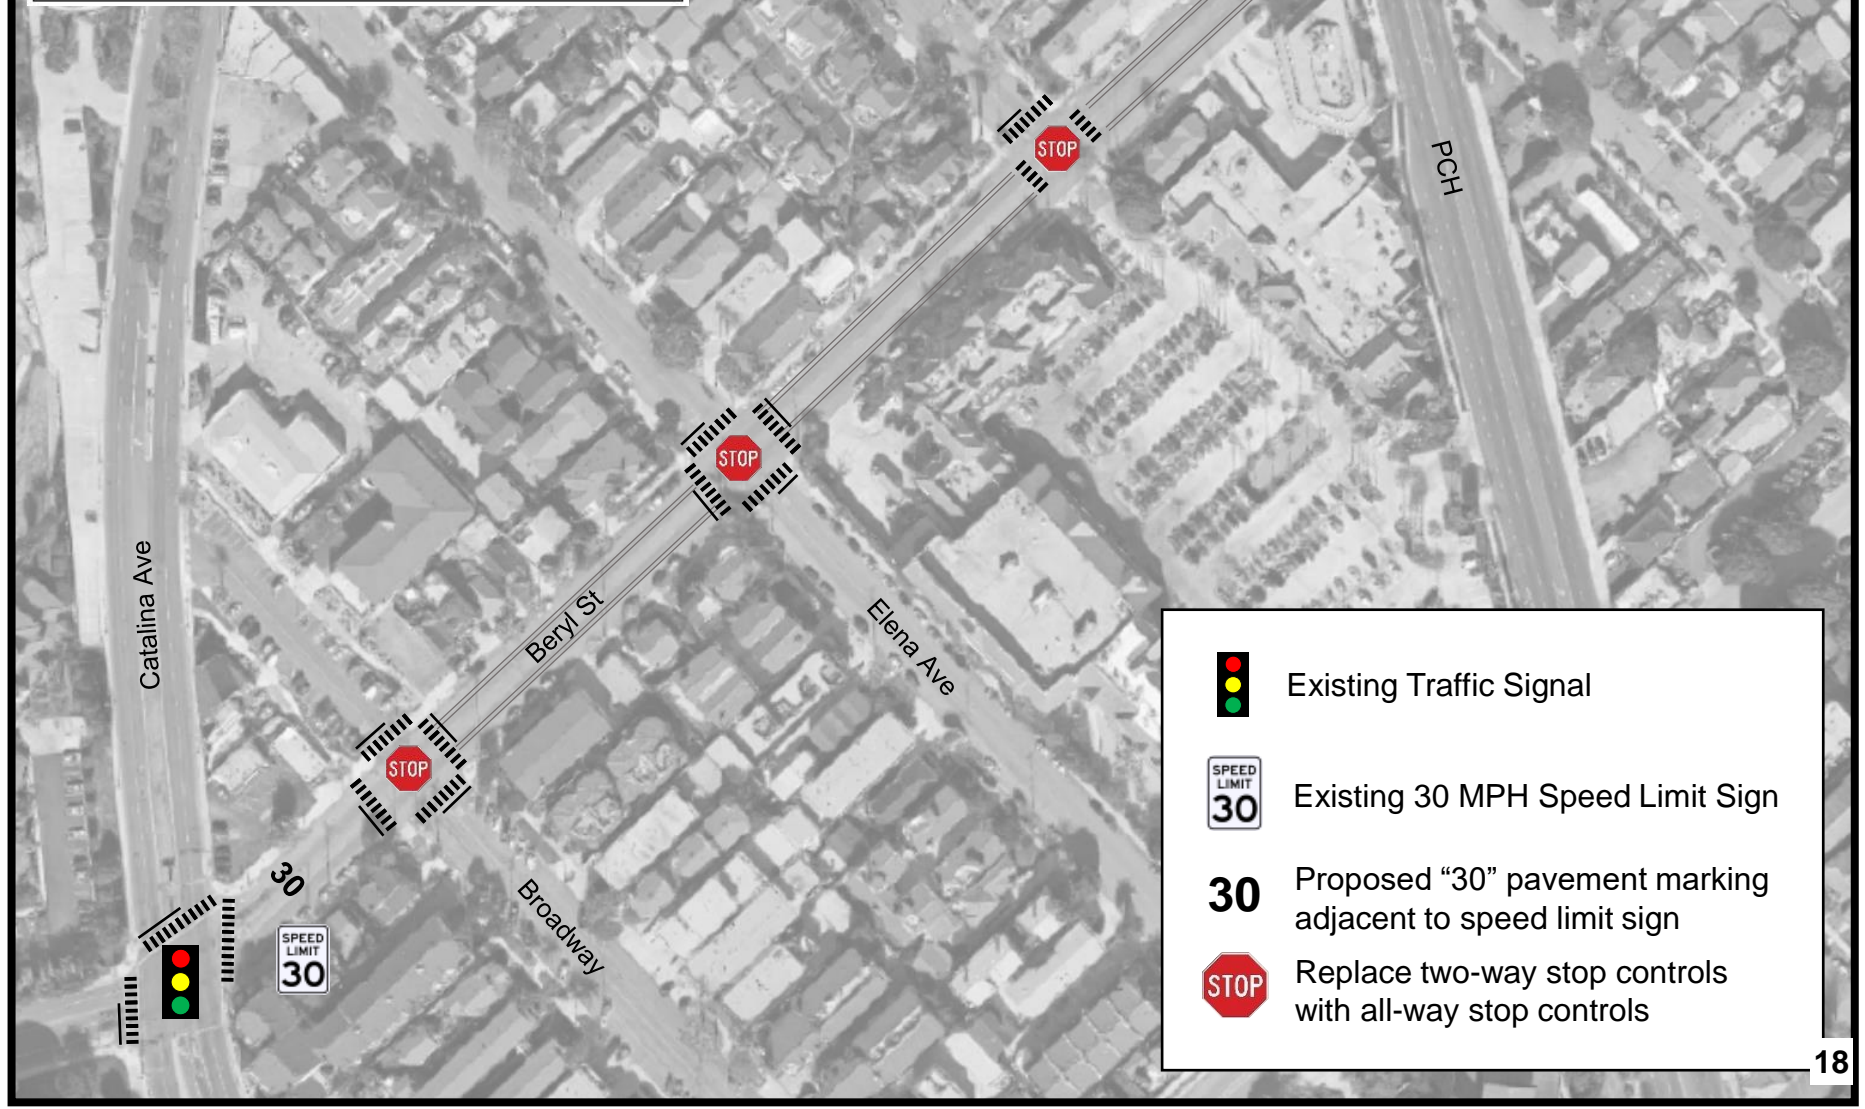 STOP
PCH
STOP
Catalina Ave
Beryl St
Elena Ave
STOP
30
Broadway
SPEED
LIMIT
30
Existing Traffic Signal
SPEED
LIMIT
30
Existing 30 MPH Speed Limit Sign
30
Proposed “30” pavement marking
adjacent to speed limit sign
STOP
Replace two-way stop controls
with all-way stop controls
18